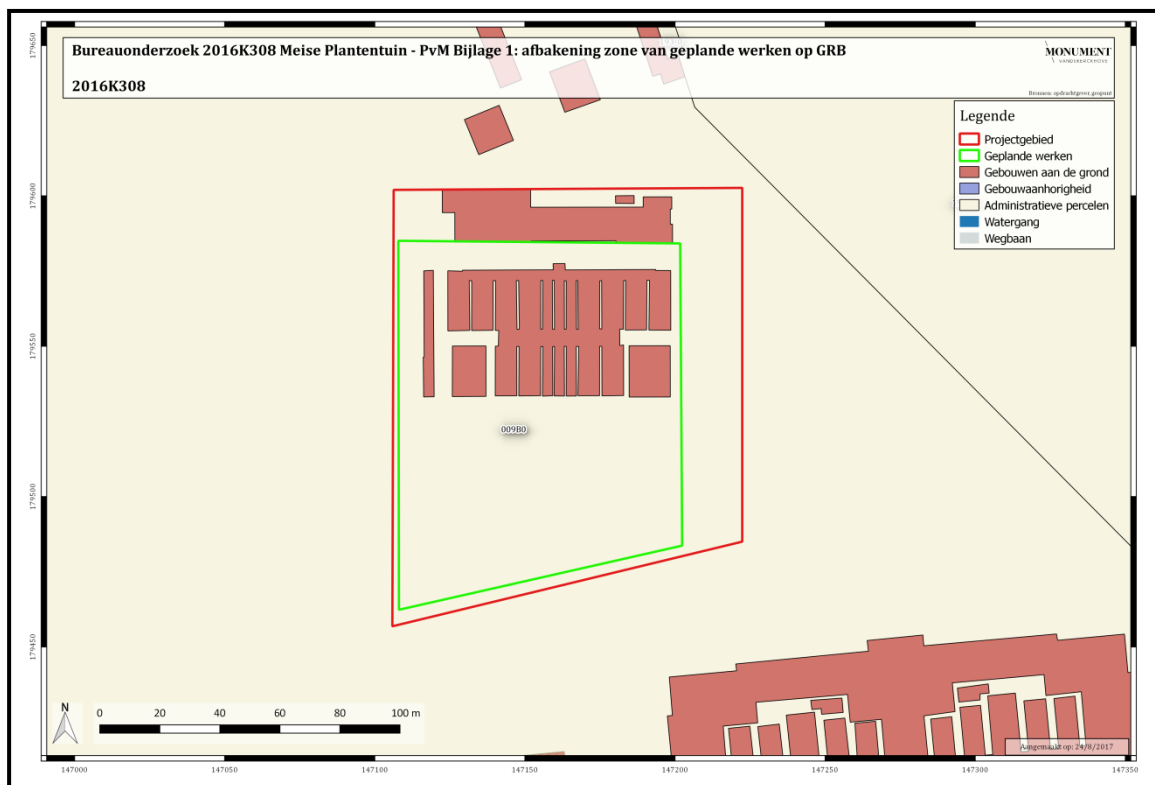 Bureauonderzoek 2016K308 Meise Plantentuin - PvM Bijlage 1: afbakening zone van geplande werken op GRB
2016K308
MONUMENT
VANDEKERCKHOVE
Bronnen: opdrachtgever, geopunt
Legende
Projectgebied
Geplande werken
Gebouwen aan de grond
Gebouwaanhorigheid
Administratieve percelen
Watergang
Wegbaan
009B0
179650
179600
179550
179500
179450
N
0 20 40 60 80 100 m
Aangemaakt op: 24/8/2017
147000 147050 147100 147150 147200 147250 147300 147350